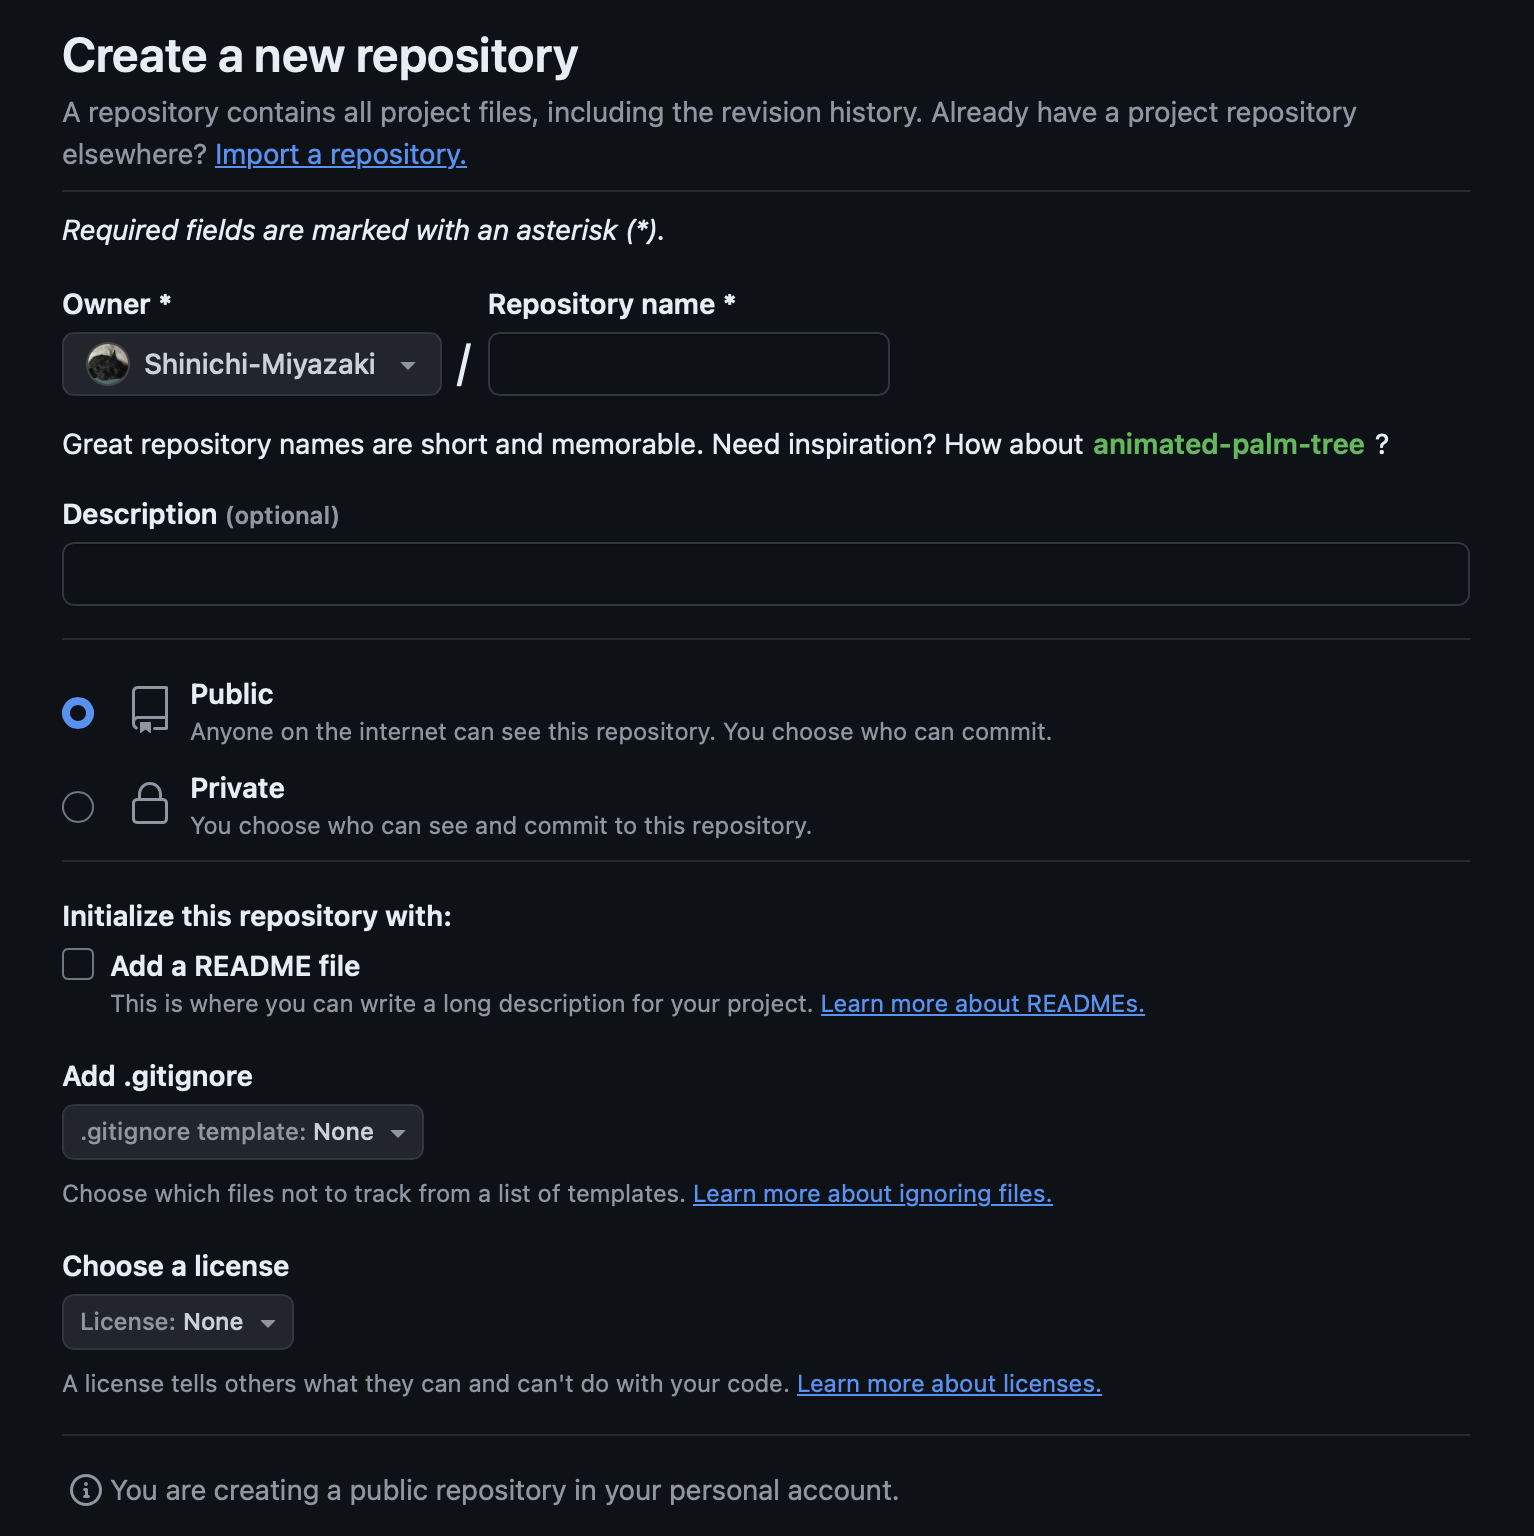 Create a new repository
A repository contains all project files, including the revision history. Already have a project repository
elsewhere? Import a repository.
Required fields are marked with an asterisk (*).
Owner * Repository name *
Shinichi-Miyazaki /
Great repository names are short and memorable. Need inspiration? How about animated-palm-tree ?
Description (optional)
Public
Anyone on the internet can see this repository. You choose who can commit.
Private
You choose who can see and commit to this repository.
Initialize this repository with:
Add a README file
This is where you can write a long description for your project. Learn more about READMEs.
Add .gitignore
.gitignore template: None
Choose which files not to track from a list of templates. Learn more about ignoring files.
Choose a license
License: None
A license tells others what they can and can't do with your code. Learn more about licenses.
You are creating a public repository in your personal account.